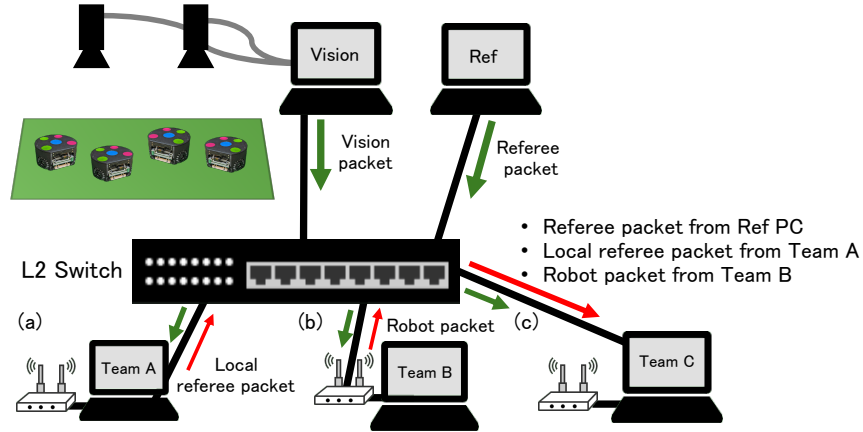 Vision
Ref
Vision
packet
Referee
packet
• Referee packet from Ref PC
• Local referee packet from Team A
• Robot packet from Team B
L2 Switch
(a)
(b)
Robot packet
(c)
Team A
Local
referee packet
Team B
Team C